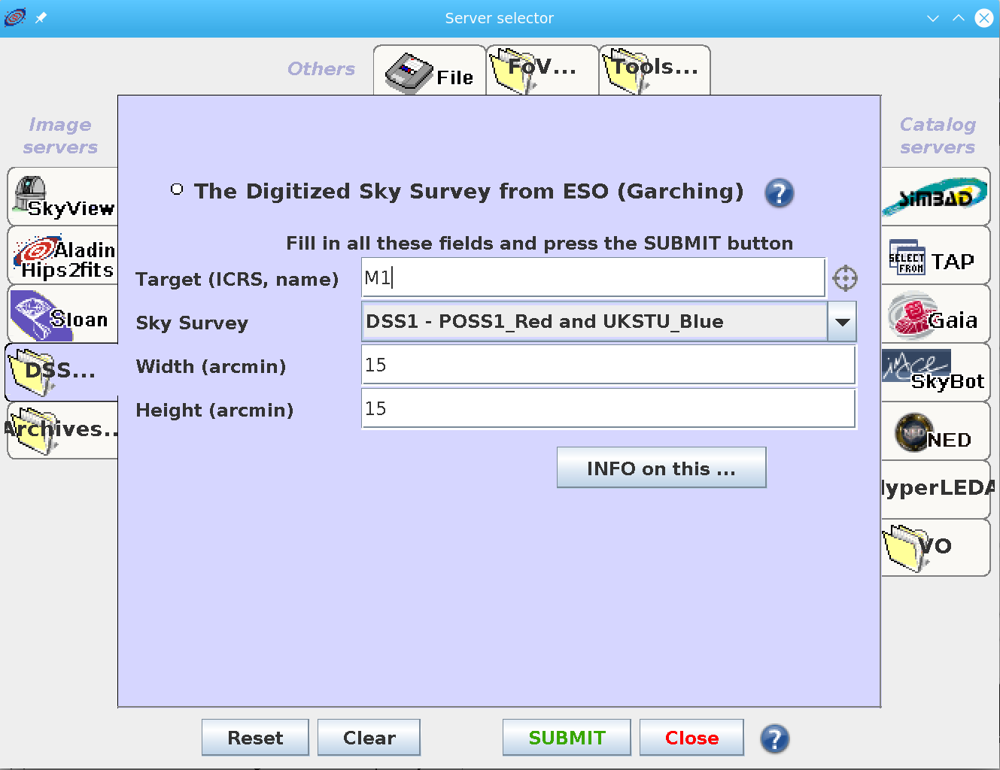 Server selector
Others
File
FoV...
Tools...
Image
servers
Catalog
servers
SkyView
Aladin
Hips2fits
Sloan
DSS...
Archives..
The Digitized Sky Survey from ESO (Garching)
?
Fill in all these fields and press the SUBMIT button
Target (ICRS, name)
M1
Sky Survey
DSS1 - POSS1_Red and UKSTU_Blue
Width (arcmin)
15
Height (arcmin)
15
INFO on this ...
SIMBAD
SELECT
FROM
TAP
Gaia
imcce
SkyBot
NED
NED
HyperLEDA
VO
Reset
Clear
SUBMIT
Close
?